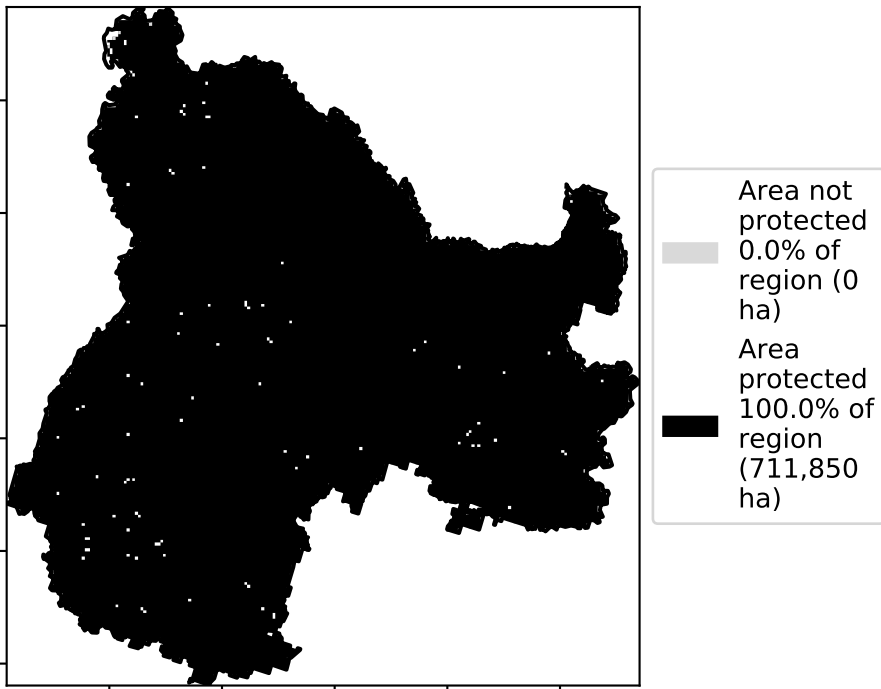 Area not
protected
0.0% of
region (0
ha)
Area
protected
100.0% of
region
(711,850
ha)